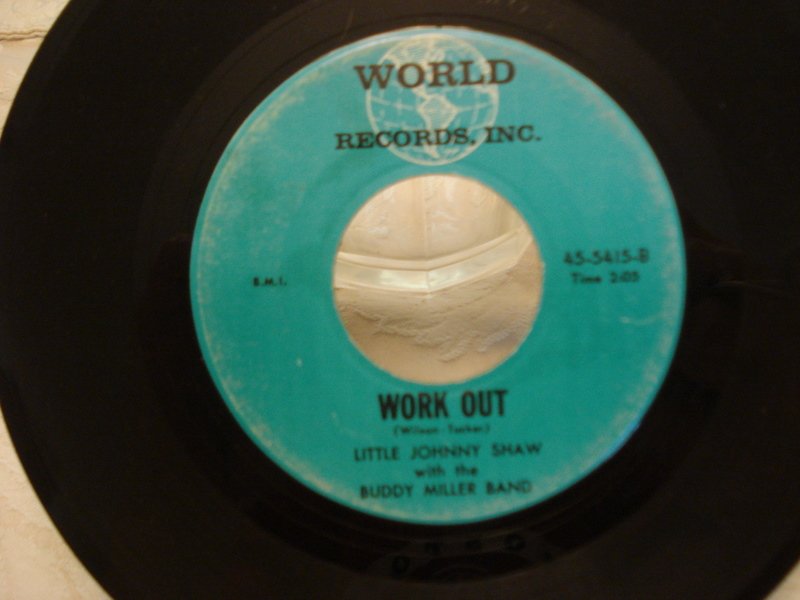 WORLD
RECORDS, INC.
45-5415-B
B.M.I.
Time 2:05
WORK OUT
(Wilson-Tucker)
LITTLE JOHNNY SHAW
with the
BUDDY MILLER BAND